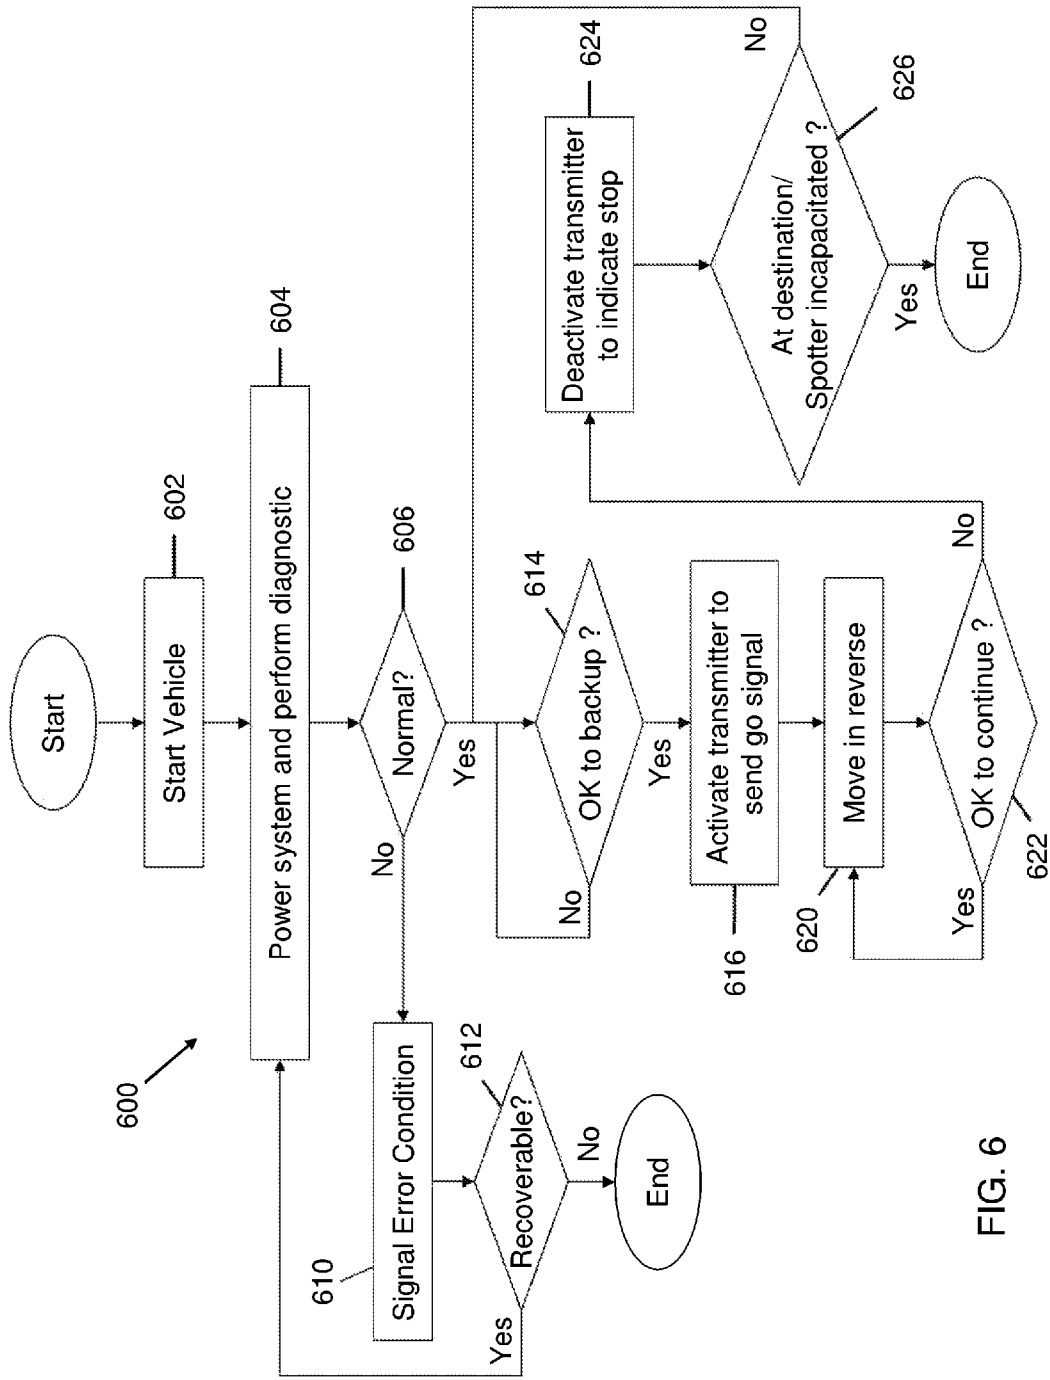 600
Start
Start Vehicle
602
Power system and perform diagnostic
604
Normal?
606
No
Yes
Signal Error Condition
610
Recoverable?
612
Yes
No
End
OK to backup ?
614
No
Yes
Activate transmitter to
send go signal
616
Move in reverse
620
OK to continue ?
622
Yes
No
Deactivate transmitter
to indicate stop
624
At destination/
Spotter incapacitated ?
626
No
Yes
End
FIG. 6